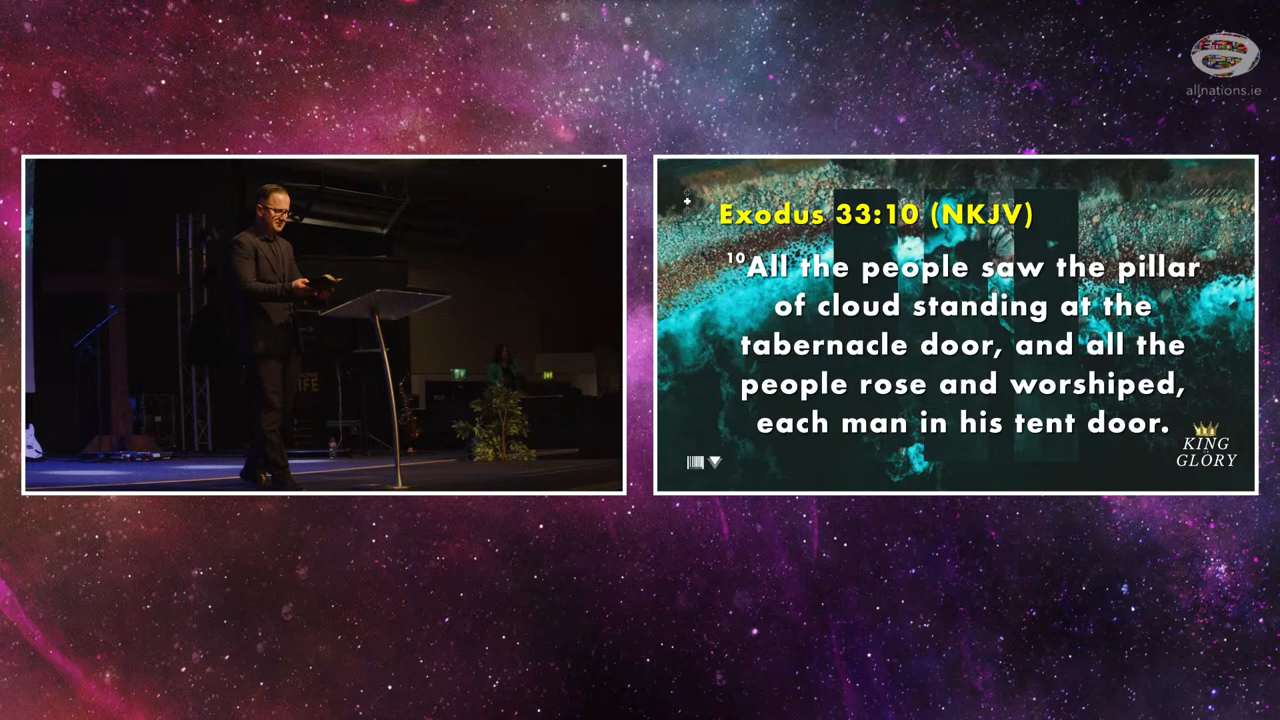 allnations.ie
Exodus 33:10 (NKJV)
10All the people saw the pillar
of cloud standing at the
tabernacle door, and all the
people rose and worshiped,
each man in his tent door.
KING
GLORY
IFE